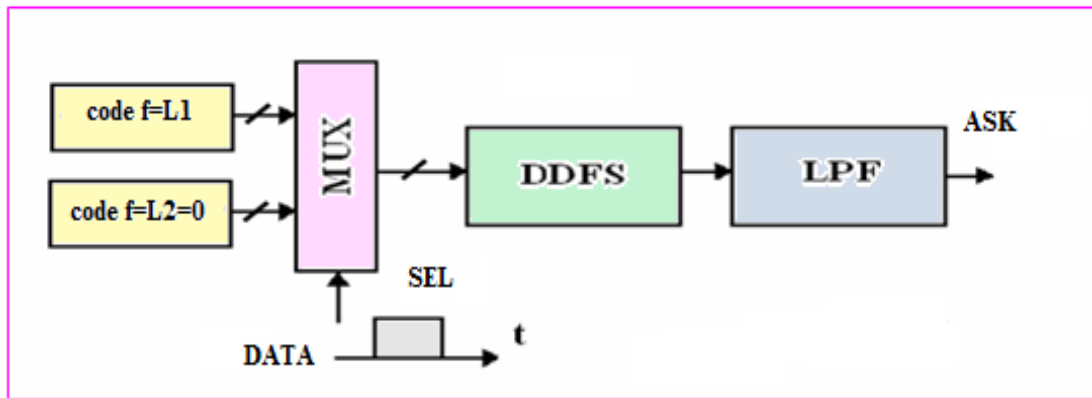 code f=L1
code f=L2=0
MUX
DDFS
LPF
ASK
SEL
DATA
t